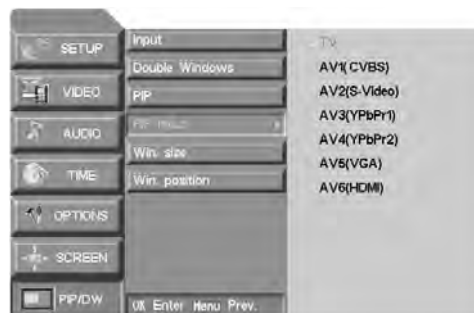 SETUP
VIDEO
AUDIO
TIME
OPTIONS
SCREEN
PIP/DW
Input
Double Windows
PIP
PIP Input
Win. size
Win. position
OK Enter Menu Prev.
TV
AV1(CVBS)
AV2(S-Video)
AV3(YPbPr1)
AV4(YPbPr2)
AV5(VGA)
AV6(HDMI)